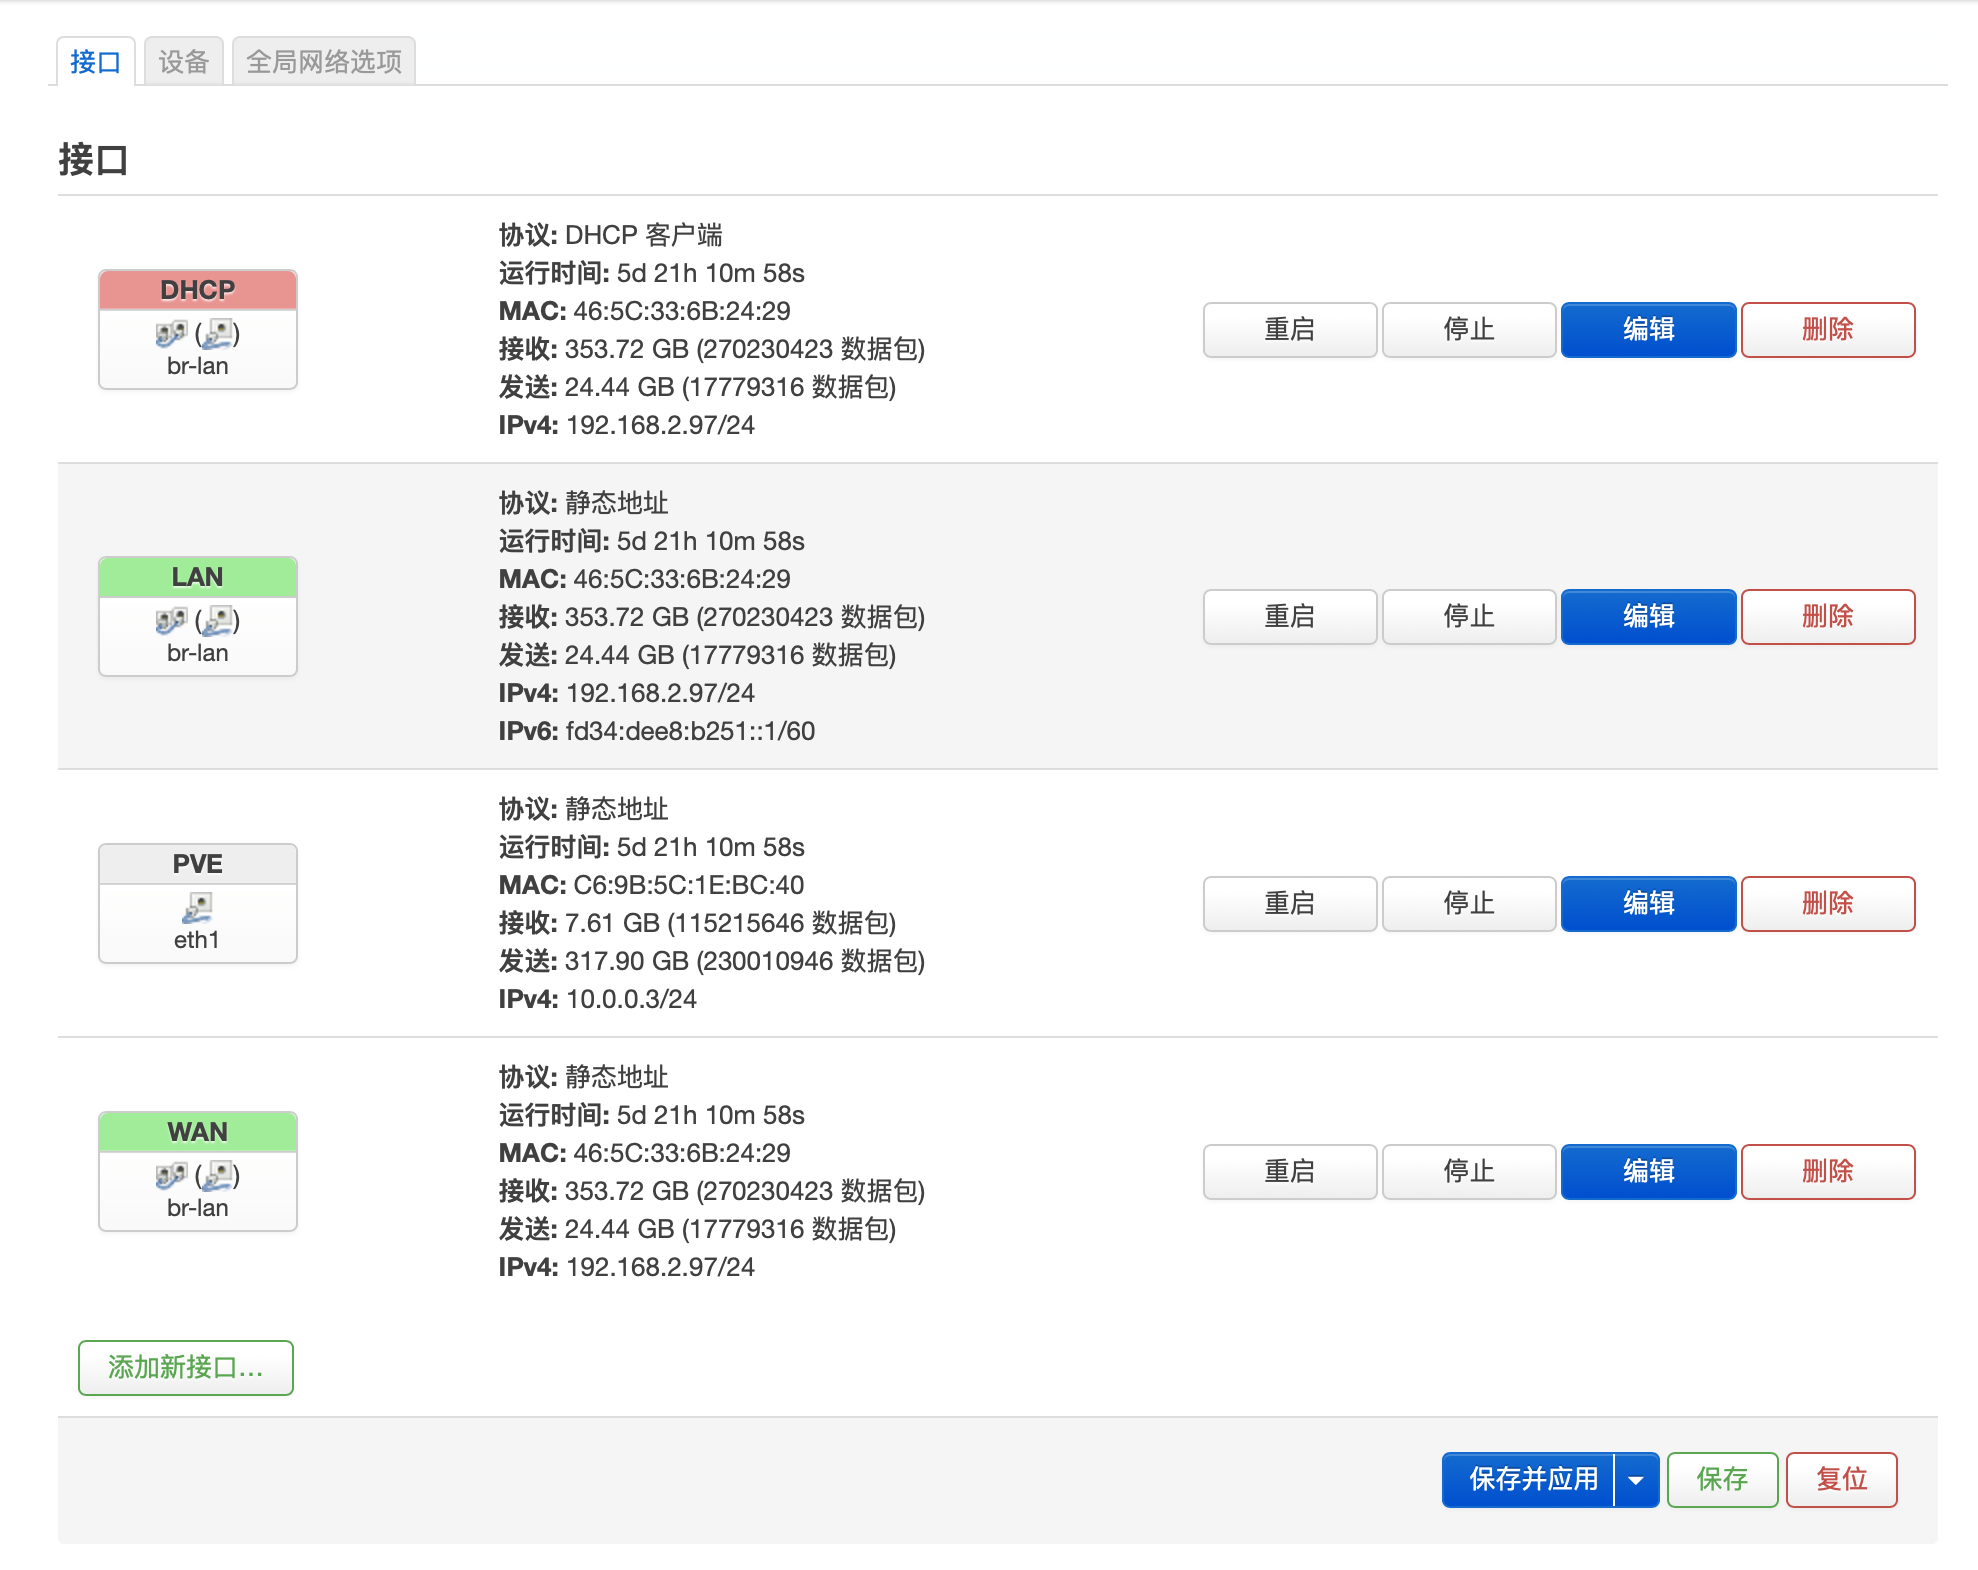 接口 设备 全局网络选项
接口
DHCP
br-lan
协议: DHCP 客户端
运行时间: 5d 21h 10m 58s
MAC: 46:5C:33:6B:24:29
接收: 353.72 GB (270230423 数据包)
发送: 24.44 GB (17779316 数据包)
IPv4: 192.168.2.97/24
重启 停止 编辑 删除
LAN
br-lan
协议: 静态地址
运行时间: 5d 21h 10m 58s
MAC: 46:5C:33:6B:24:29
接收: 353.72 GB (270230423 数据包)
发送: 24.44 GB (17779316 数据包)
IPv4: 192.168.2.97/24
IPv6: fd34:dee8:b251::1/60
重启 停止 编辑 删除
PVE
eth1
协议: 静态地址
运行时间: 5d 21h 10m 58s
MAC: C6:9B:5C:1E:BC:40
接收: 7.61 GB (115215646 数据包)
发送: 317.90 GB (230010946 数据包)
IPv4: 10.0.0.3/24
重启 停止 编辑 删除
WAN
br-lan
协议: 静态地址
运行时间: 5d 21h 10m 58s
MAC: 46:5C:33:6B:24:29
接收: 353.72 GB (270230423 数据包)
发送: 24.44 GB (17779316 数据包)
IPv4: 192.168.2.97/24
重启 停止 编辑 删除
添加新接口...
保存并应用 保存 复位